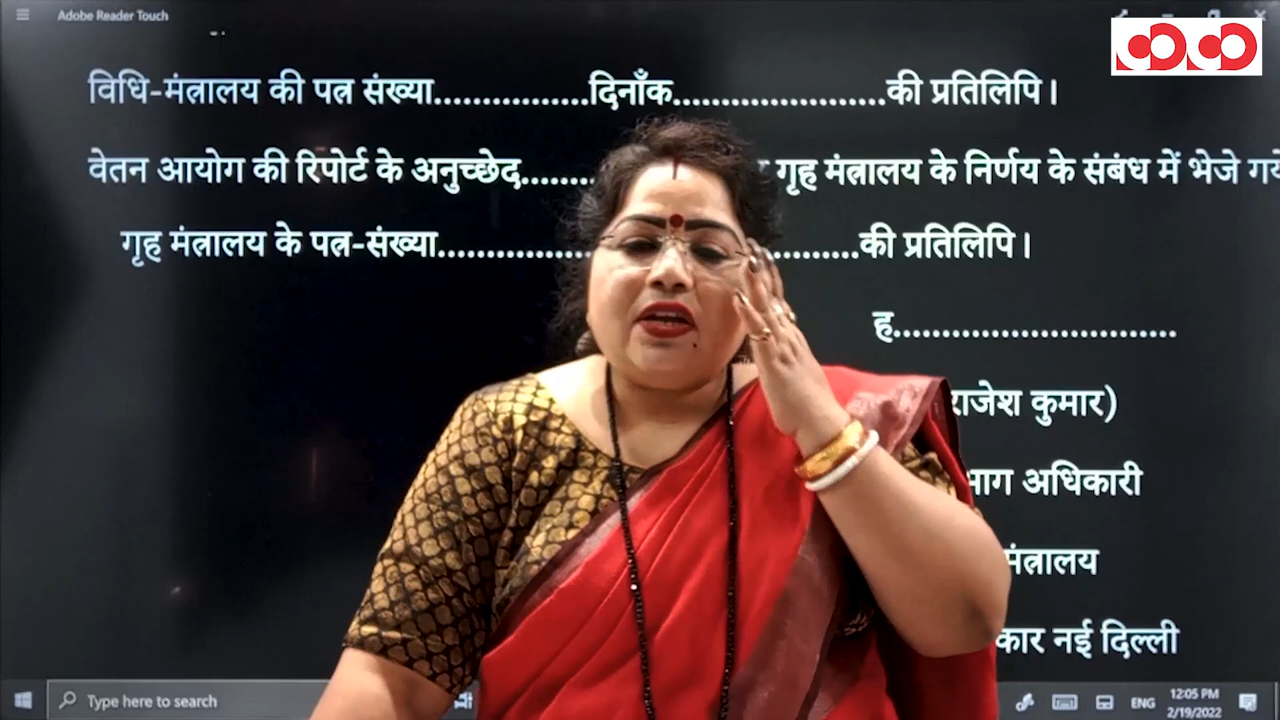 Adobe Reader Touch
विधि-मंत्रालय की पत्र संख्या................दिनाँक......................की प्रतिलिपि।
वेतन आयोग की रिपोर्ट के अनुच्छेद....... गृह मंत्रालय के निर्णय के संबंध में भेजे
गृह मंत्रालय के पत्र-संख्या................ .........की प्रतिलिपि।
ह.............................
राजेश कुमार)
अधिकारी
मंत्रालय
नई दिल्ली
Type here to search
ENG
12:05 PM
2/19/2022